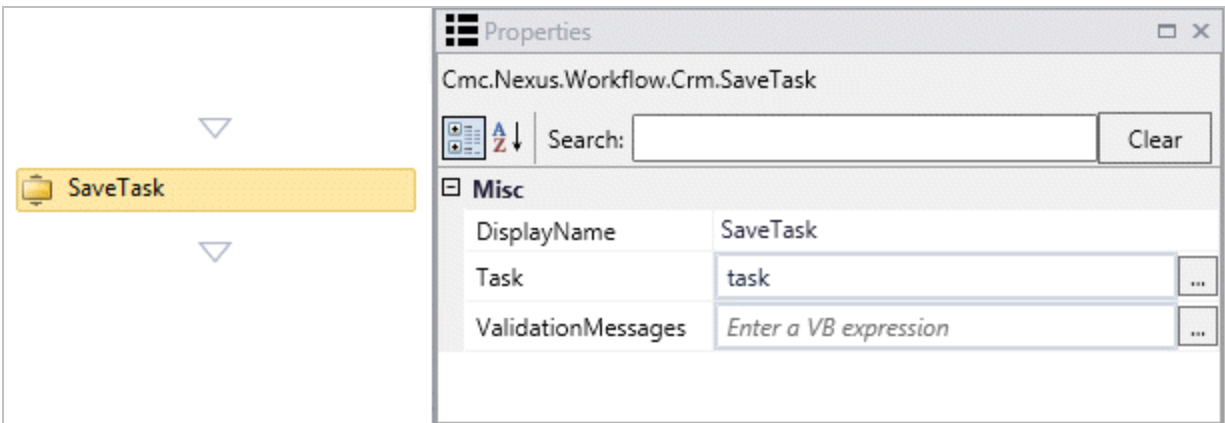 Properties
Cmc.Nexus.Workflow.Crm.SaveTask
Search:
Clear
SaveTask
Misc
DisplayName SaveTask
Task task ...
ValidationMessages Enter a VB expression ...